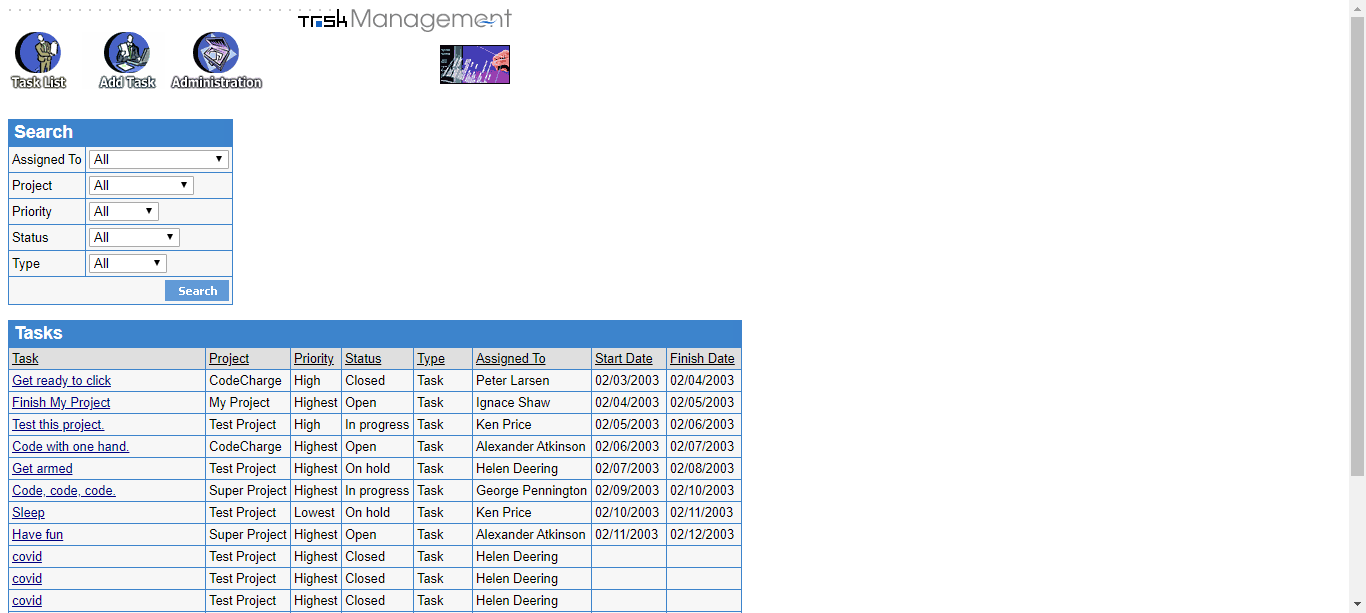 Task Management
Task List Add Task Administration
Search
Assigned To All
Project All
Priority All
Status All
Type All
Search
Tasks
Task Project Priority Status Type Assigned To Start Date Finish Date
Get ready to click CodeCharge High Closed Task Peter Larsen 02/03/2003 02/04/2003
Finish My Project My Project Highest Open Task Ignace Shaw 02/04/2003 02/05/2003
Test this project. Test Project High In progress Task Ken Price 02/05/2003 02/06/2003
Code with one hand. CodeCharge Highest Open Task Alexander Atkinson 02/06/2003 02/07/2003
Get armed Test Project Highest On hold Task Helen Deering 02/07/2003 02/08/2003
Code, code, code. Super Project Highest In progress Task George Pennington 02/09/2003 02/10/2003
Sleep Test Project Lowest On hold Task Ken Price 02/10/2003 02/11/2003
Have fun Super Project Highest Open Task Alexander Atkinson 02/11/2003 02/12/2003
covid Test Project Highest Closed Task Helen Deering
covid Test Project Highest Closed Task Helen Deering
covid Test Project Highest Closed Task Helen Deering